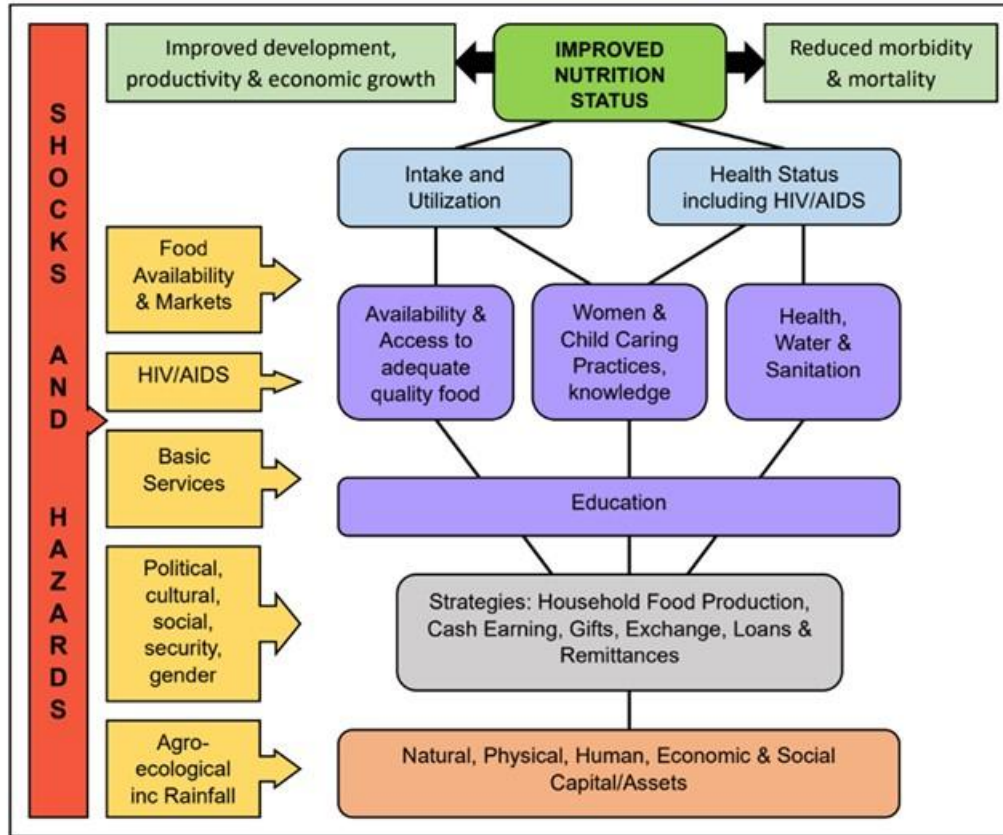 SHOCKS AND HAZARDS
Improved development,
productivity & economic growth
IMPROVED
NUTRITION
STATUS
Reduced morbidity
& mortality
Intake and
Utilization
Health Status
including HIV/AIDS
Food
Availability
& Markets
Availability &
Access to
adequate
quality food
Women &
Child Caring
Practices,
knowledge
Health,
Water &
Sanitation
HIV/AIDS
Basic
Services
Education
Political,
cultural,
social,
security,
gender
Strategies: Household Food Production,
Cash Earning, Gifts, Exchange, Loans &
Remittances
Agro-
ecological
inc Rainfall
Natural, Physical, Human, Economic & Social
Capital/Assets